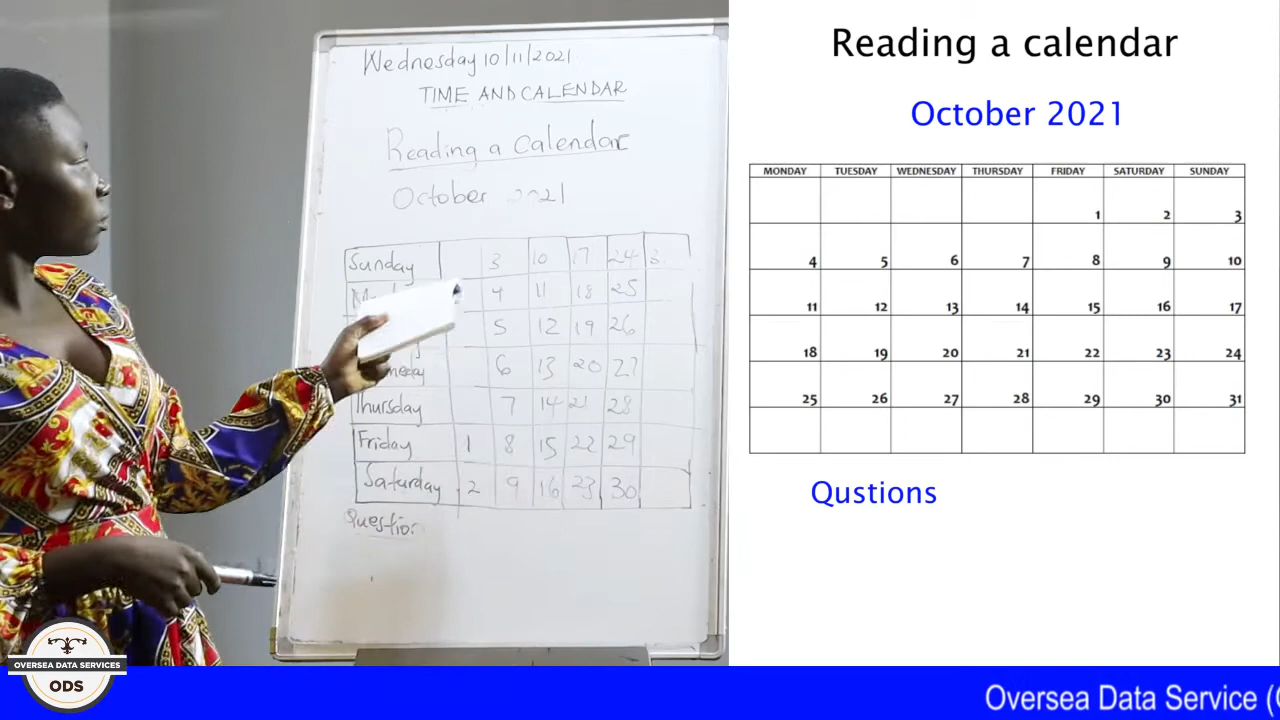 Wednesday 10/11/2021
TIME AND CALENDAR
Reading a Calendar
October 2021
Sunday 3 10 17 24 3
4 11 18 25
5 12 19 26
6 13 20 27
Thursday 7 14 21 28
Friday 1 8 15 22 29
Saturday 2 9 16 23 30
Question
Reading a calendar
October 2021
MONDAY TUESDAY WEDNESDAY THURSDAY FRIDAY SATURDAY SUNDAY
1 2 3
4 5 6 7 8 9 10
11 12 13 14 15 16 17
18 19 20 21 22 23 24
25 26 27 28 29 30 31
Qustions
OVERSEA DATA SERVICES
ODS
Oversea Data Service (